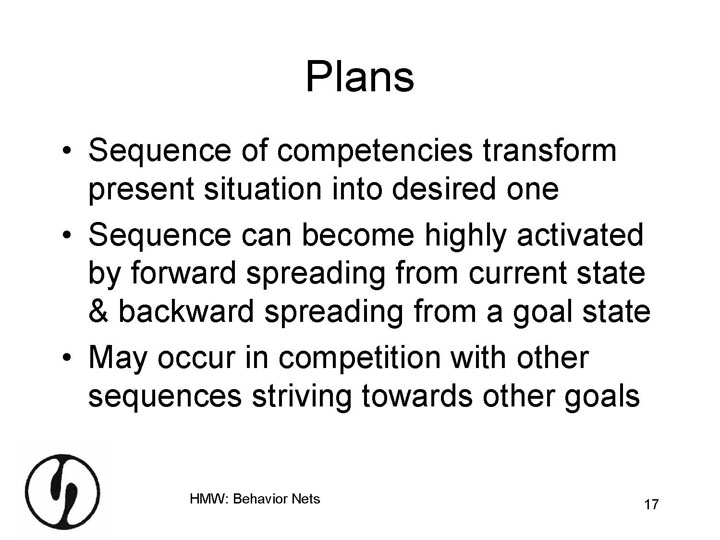 Plans
• Sequence of competencies transform
present situation into desired one
• Sequence can become highly activated
by forward spreading from current state
& backward spreading from a goal state
• May occur in competition with other
sequences striving towards other goals
HMW: Behavior Nets
17